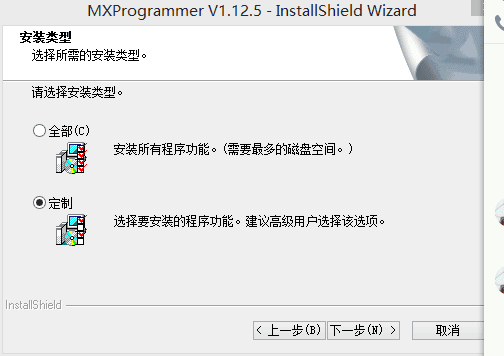 MXProgrammer V1.12.5 - InstallShield Wizard
安装类型
选择所需的安装类型。
请选择安装类型。
全部(C)
安装所有程序功能。(需要最多的磁盘空间。)
定制
选择要安装的程序功能。建议高级用户选择该选项。
InstallShield
< 上一步(B) 下一步(N) > 取消